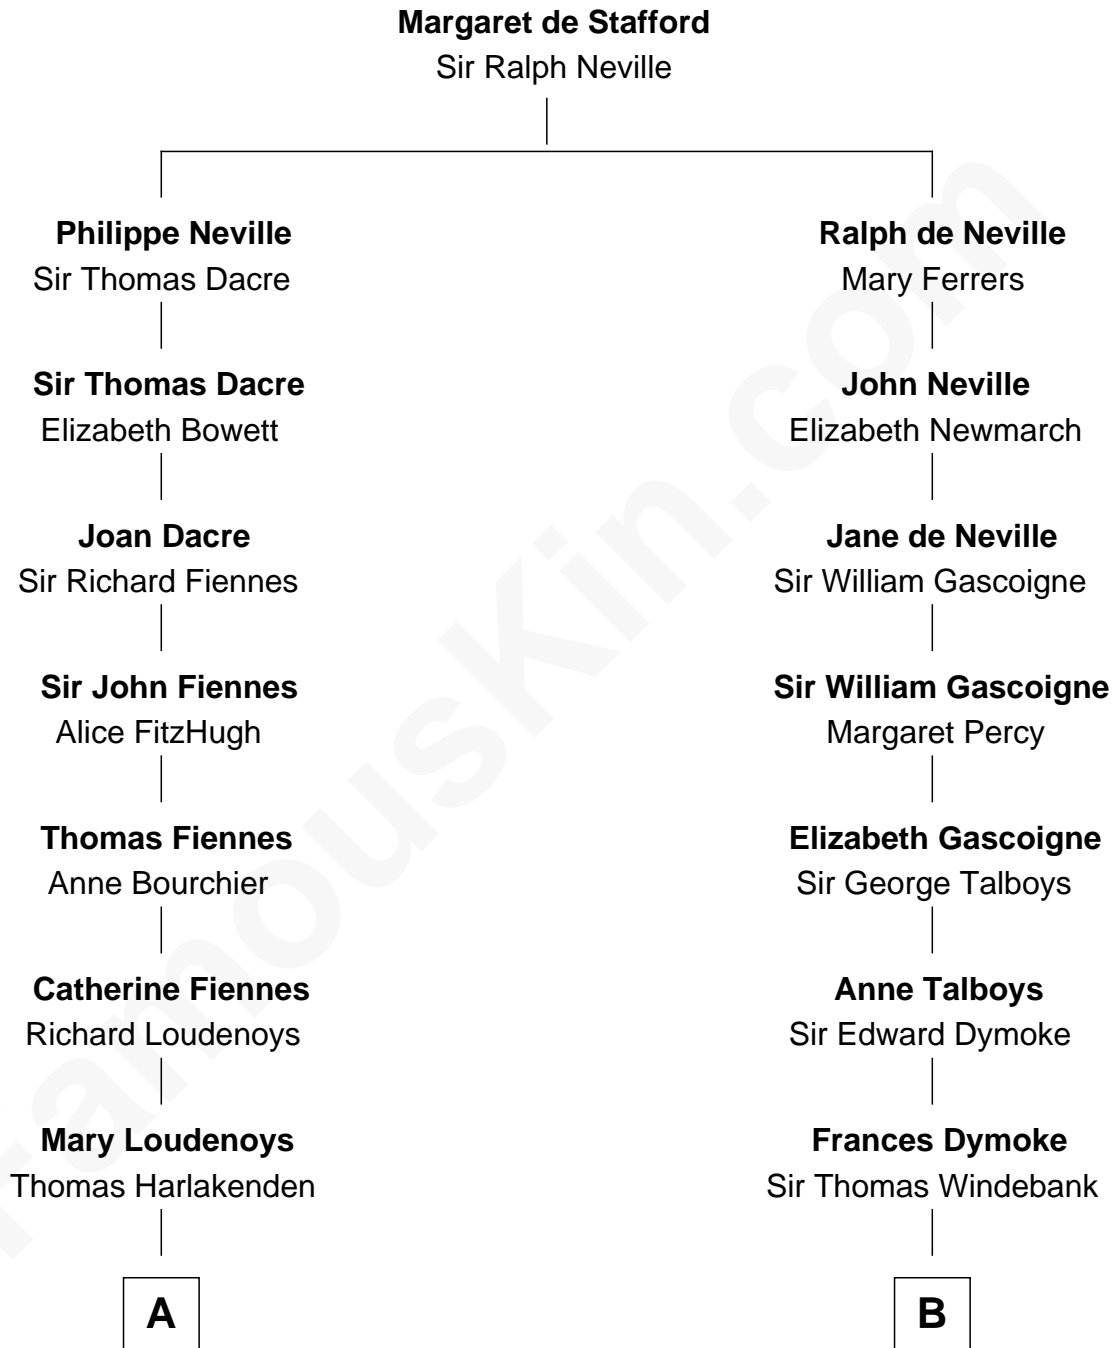 Margaret de Stafford
Sir Ralph Neville
Philippe Neville
Sir Thomas Dacre
Ralph de Neville
Mary Ferrers
Sir Thomas Dacre
Elizabeth Bowett
John Neville
Elizabeth Newmarch
Joan Dacre
Sir Richard Fiennes
Jane de Neville
Sir William Gascoigne
Sir John Fiennes
Alice FitzHugh
Sir William Gascoigne
Margaret Percy
Thomas Fiennes
Anne Bourchier
Elizabeth Gascoigne
Sir George Talboys
Catherine Fiennes
Richard Loudenoys
Anne Talboys
Sir Edward Dymoke
Mary Loudenoys
Thomas Harlakenden
Frances Dymoke
Sir Thomas Windebank
A
B
FamousKin.com